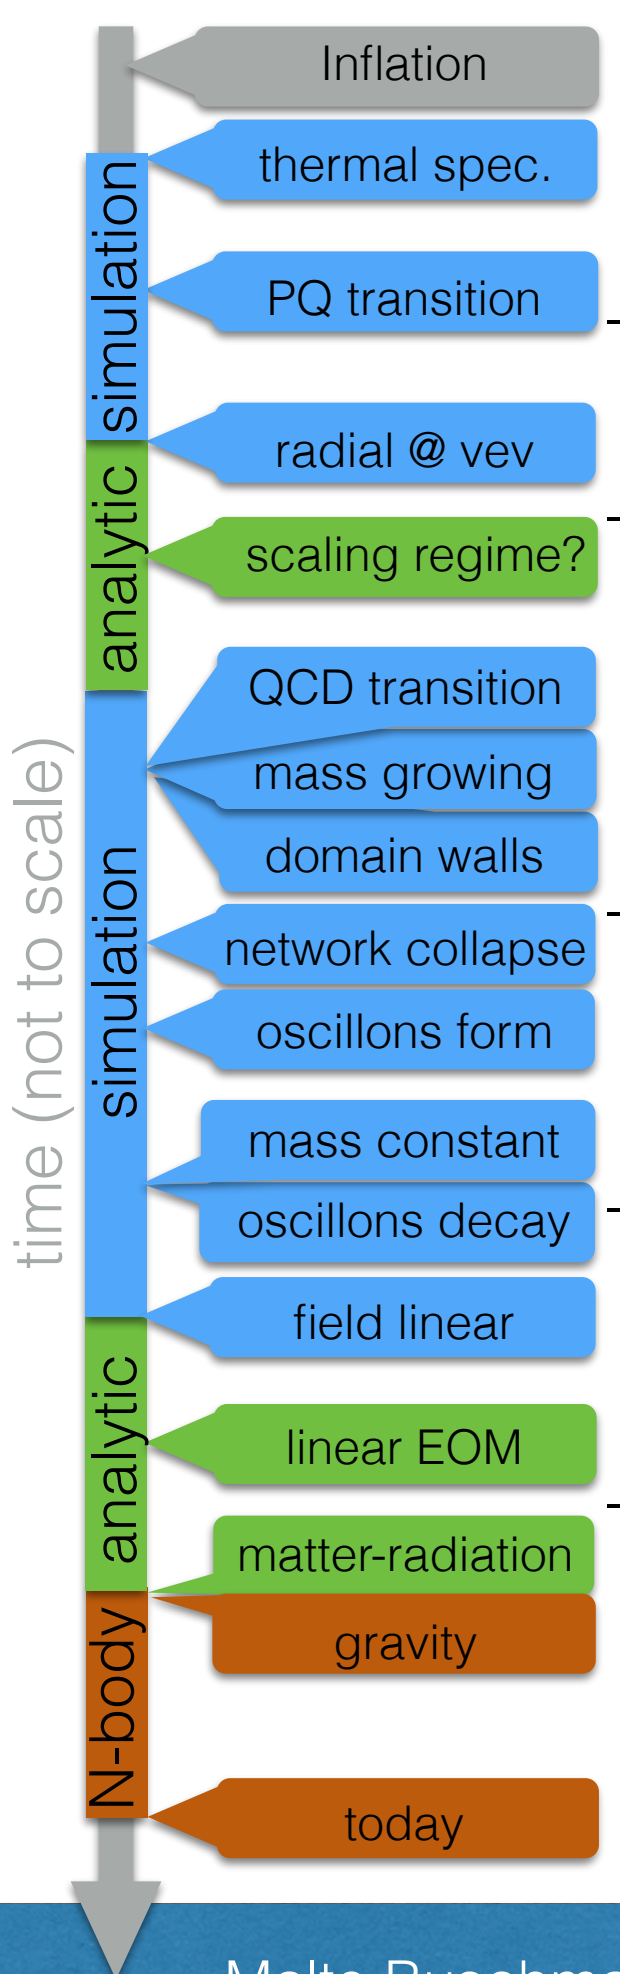 Inflation
thermal spec.
PQ transition
radial @ vev
scaling regime?
QCD transition
mass growing
domain walls
network collapse
oscillons form
mass constant
oscillons decay
field linear
linear EOM
matter-radiation
gravity
today
simulation
analytic
simulation
analytic
N-body
time (not to scale)
Malte